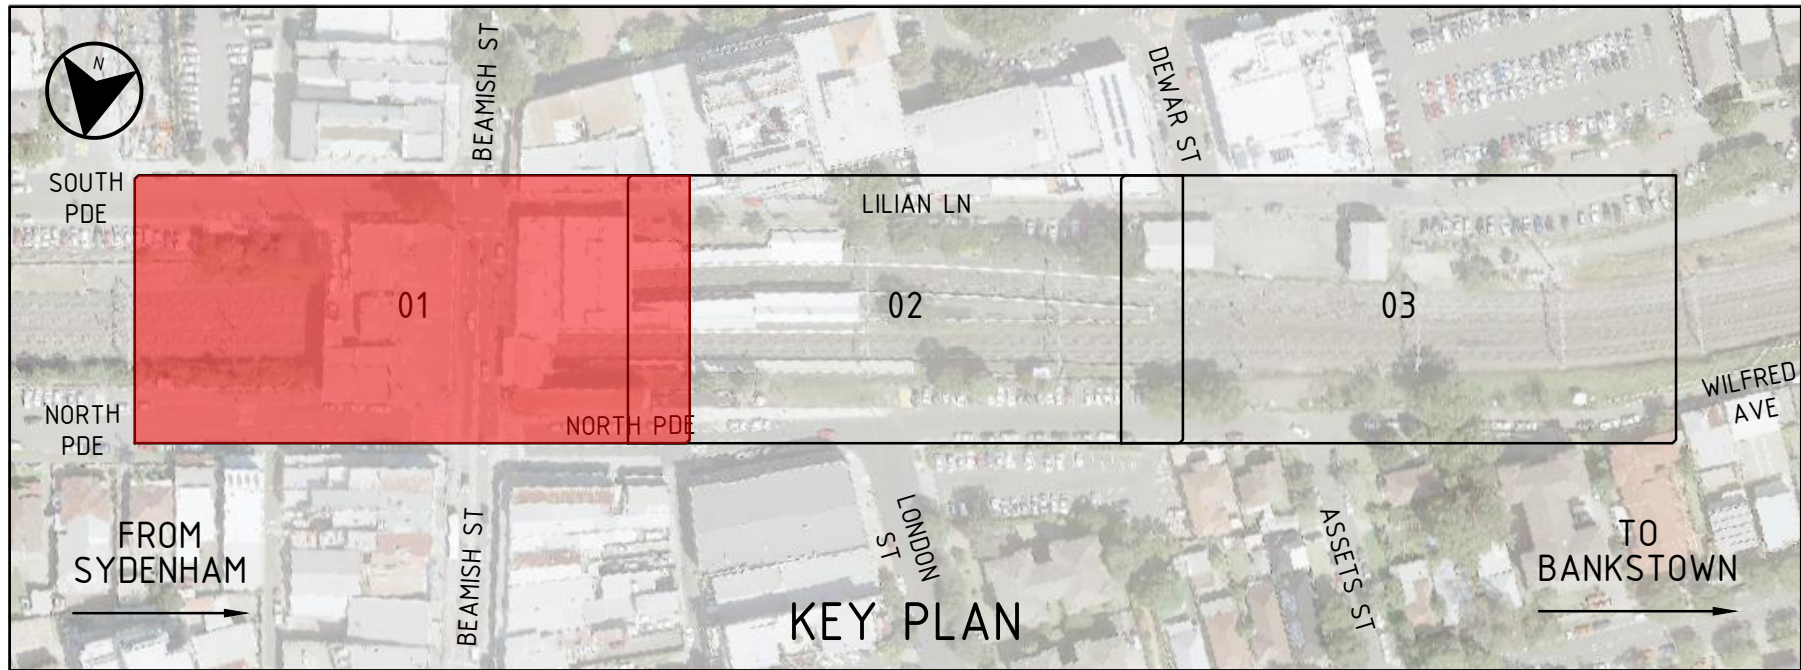 N
BEAMISH ST
DEWAR ST
SOUTH
PDE
LILIAN LN
01
02
03
NORTH
PDE
NORTH PDE
WILFRED
AVE
FROM
SYDENHAM
BEAMISH ST
LONDON
ST
ASSETS ST
TO
BANKSTOWN
KEY PLAN